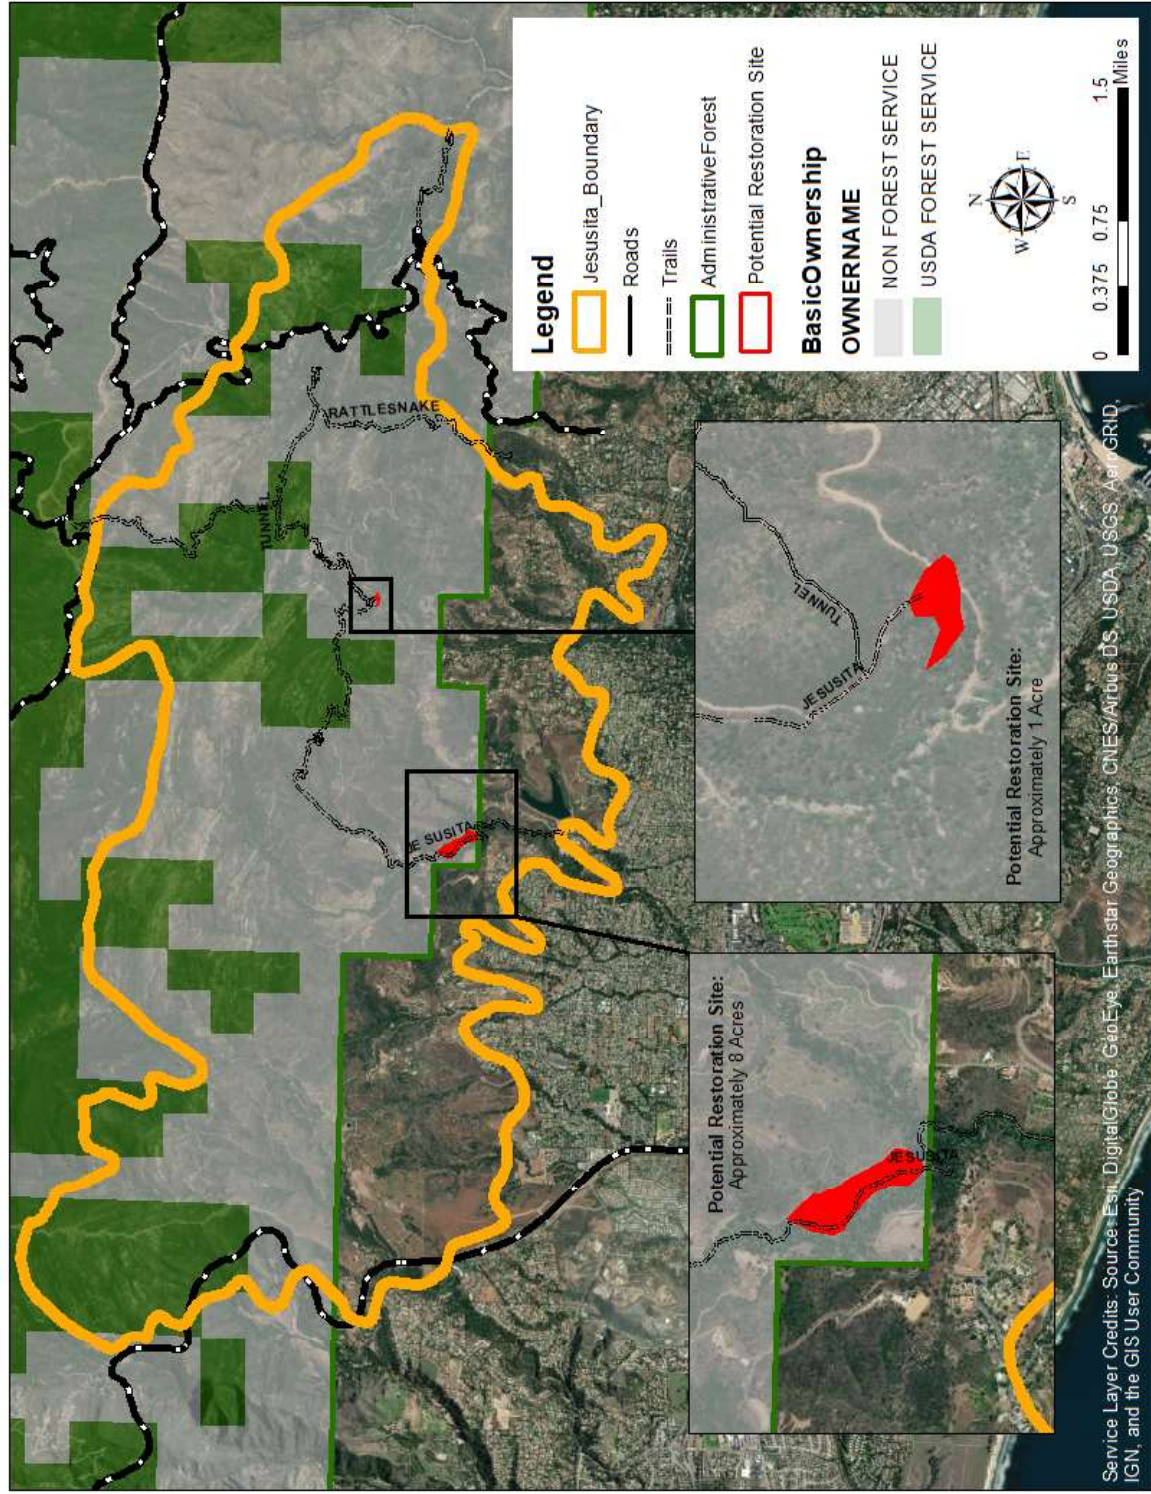 RATTLESNAKE
TUNNEL
JESUSITA
Legend
Jesusita_Boundary
Roads
Trails
AdministrativeForest
Potential Restoration Site
BasicOwnership
OWNERNAME
NON FOREST SERVICE
USDA FOREST SERVICE
N
W
E
S
0 0.375 0.75 1.5
Miles
Potential Restoration Site:
Approximately 8 Acres
JESUSITA
TUNNEL
JESUSITA
Potential Restoration Site:
Approximately 1 Acre
Service Layer Credits: Source: Esri, DigitalGlobe, GeoEye, Earthstar Geographics, CNES/Airbus DS, USDA, USGS, AeroGRID,
IGN, and the GIS User Community